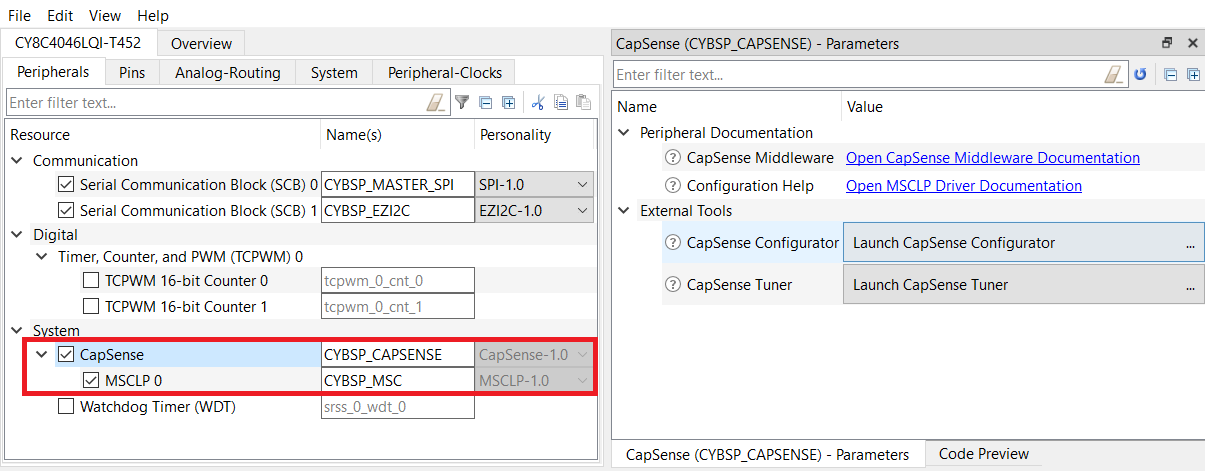 File Edit View Help
CY8C4046LQI-T452 Overview
Peripherals Pins Analog-Routing System Peripheral-Clocks
Enter filter text...
Resource Name(s) Personality
Communication
Serial Communication Block (SCB) 0 CYBSP_MASTER_SPI SPI-1.0
Serial Communication Block (SCB) 1 CYBSP_EZI2C EZI2C-1.0
Digital
Timer, Counter, and PWM (TCPWM) 0
TCPWM 16-bit Counter 0 tcpwm_0_cnt_0
TCPWM 16-bit Counter 1 tcpwm_0_cnt_1
System
CapSense CYBSP_CAPSENSE CapSense-1.0
MSCLP 0 CYBSP_MSC MSCLP-1.0
Watchdog Timer (WDT) srss_0_wdt_0
CapSense (CYBSP_CAPSENSE) - Parameters
Enter filter text...
Name Value
Peripheral Documentation
CapSense Middleware Open CapSense Middleware Documentation
Configuration Help Open MSCLP Driver Documentation
External Tools
CapSense Configurator Launch CapSense Configurator ...
CapSense Tuner Launch CapSense Tuner ...
CapSense (CYBSP_CAPSENSE) - Parameters Code Preview